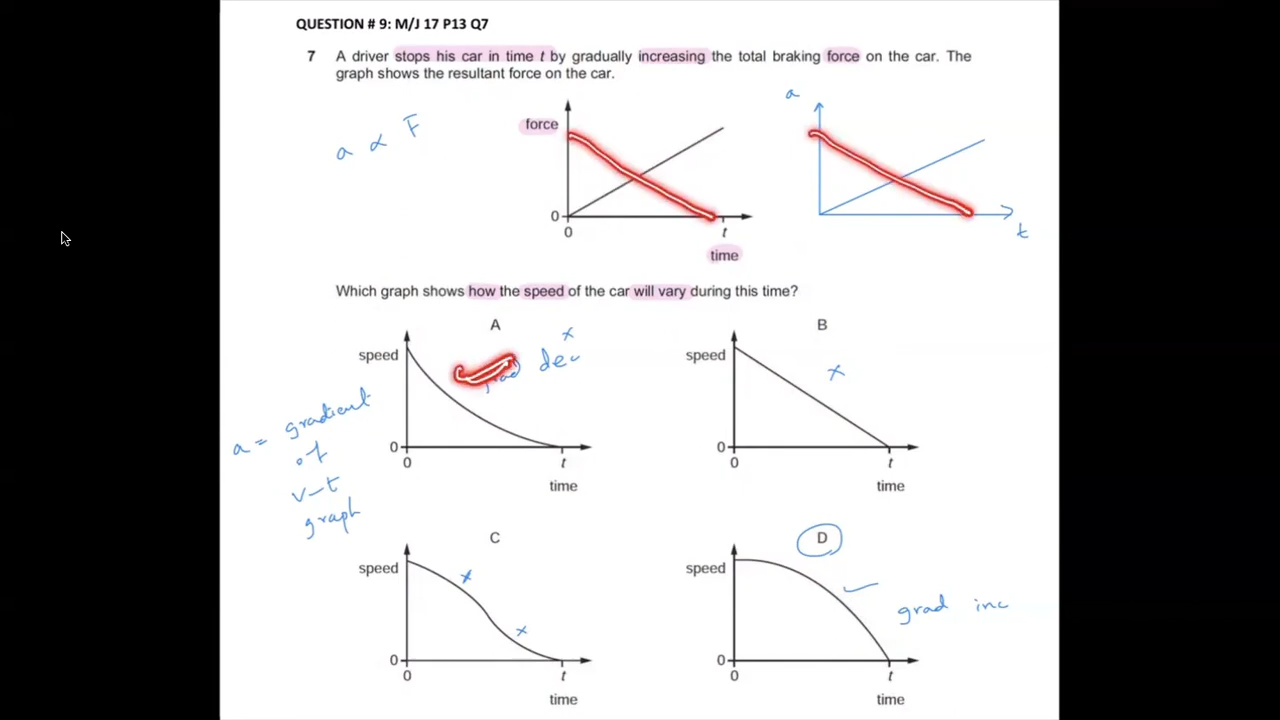 QUESTION # 9: M/J 17 P13 Q7
7 A driver stops his car in time t by gradually increasing the total braking force on the car. The
graph shows the resultant force on the car.
a ∝ F
force
0
0
t
time
a
t
Which graph shows how the speed of the car will vary during this time?
A
speed
0
0
t
time
grad dec
x
B
speed
0
0
t
time
x
a = gradient
of
v-t
graph
C
speed
0
0
t
time
x
x
D
speed
0
0
t
time
grad inc